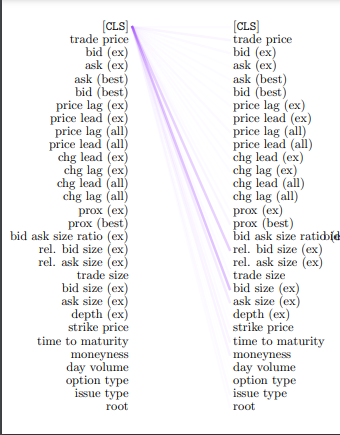 [CLS] [CLS]
trade price trade price
bid (ex) bid (ex)
ask (ex) ask (ex)
ask (best) ask (best)
bid (best) bid (best)
price lag (ex) price lag (ex)
price lead (ex) price lead (ex)
price lag (all) price lag (all)
price lead (all) price lead (all)
chg lead (ex) chg lead (ex)
chg lag (ex) chg lag (ex)
chg lead (all) chg lead (all)
chg lag (all) chg lag (all)
prox (ex) prox (ex)
prox (best) prox (best)
bid ask size ratio (ex) bid ask size ratio
rel. bid size (ex) rel. bid size (ex)
rel. ask size (ex) rel. ask size (ex)
trade size trade size
bid size (ex) bid size (ex)
ask size (ex) ask size (ex)
depth (ex) depth (ex)
strike price strike price
time to maturity time to maturity
moneyness moneyness
day volume day volume
option type option type
issue type issue type
root root